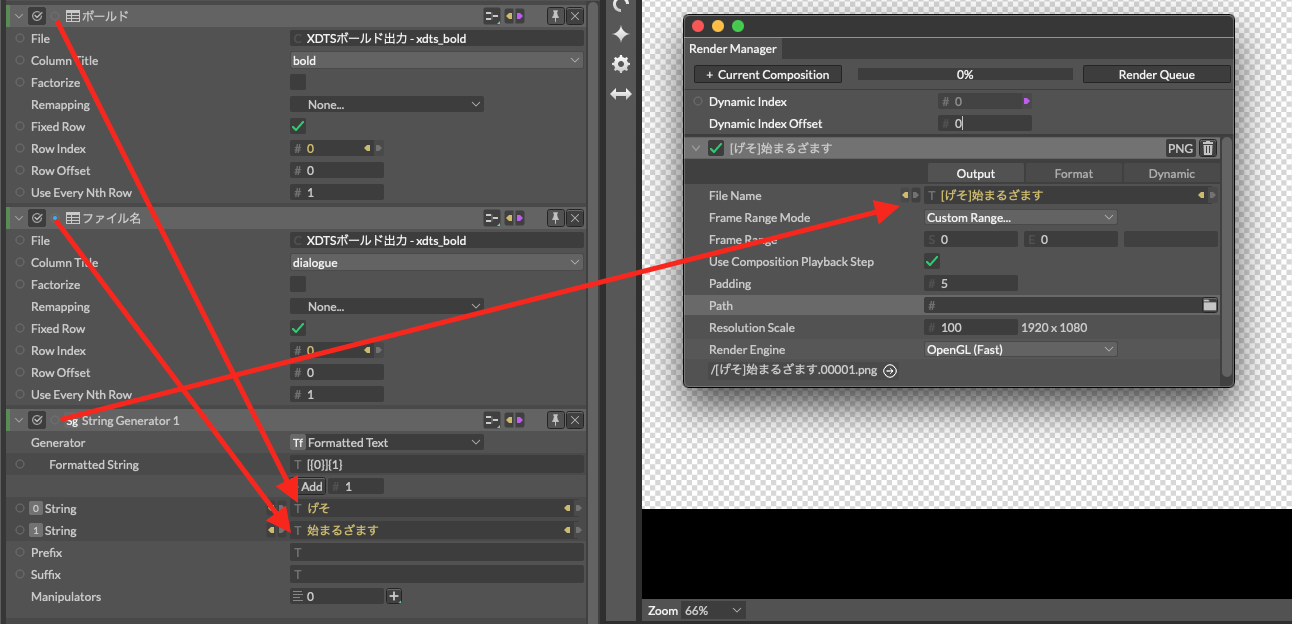 ボールド
File
XDTSボールド出力 - xdts_bold
Column Title
bold
Factorize
Remapping
None...
Fixed Row
Row Index
# 0
Row Offset
# 0
Use Every Nth Row
# 1
ファイル名
File
XDTSボールド出力 - xdts_bold
Column Title
dialogue
Factorize
Remapping
None...
Fixed Row
Row Index
# 0
Row Offset
# 0
Use Every Nth Row
# 1
Sg String Generator 1
Generator
Tf Formatted Text
Formatted String
T [{0}]{1}
Add # 1
0 String
T げそ
1 String
T 始まるざます
Prefix
T
Suffix
T
Manipulators
0 +
Zoom 66%
Render Manager
+ Current Composition
0%
Render Queue
Dynamic Index
# 0
Dynamic Index Offset
# 0
[げそ]始まるざます
PNG
Output
Format
Dynamic
File Name
T [げそ]始まるざます
Frame Range Mode
Custom Range...
Frame Range
S 0
E 0
Use Composition Playback Step
Padding
# 5
Path
#
Resolution Scale
# 100
1920 x 1080
Render Engine
OpenGL (Fast)
/[げそ]始まるざます.00001.png